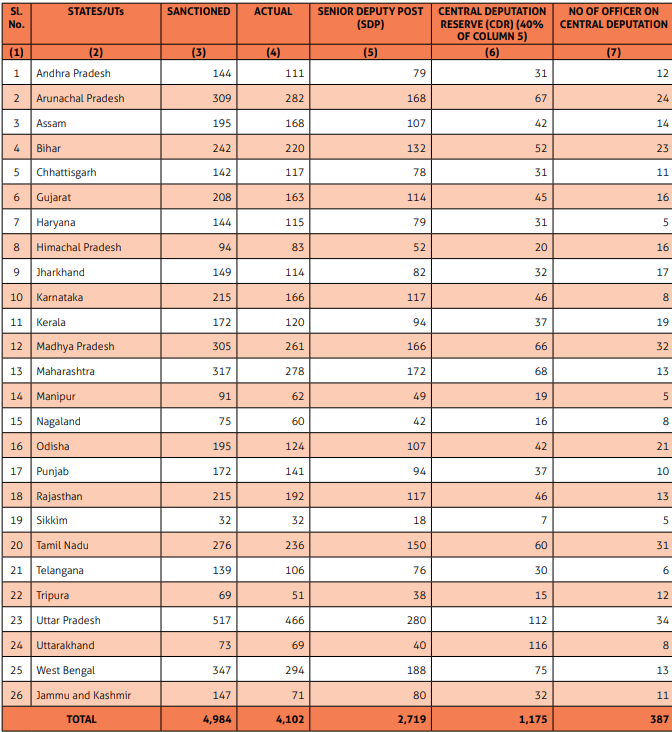 Sl. No. STATES/UTs SANCTIONED ACTUAL SENIOR DEPUTY POST (SDP) CENTRAL DEPUTATION RESERVE (CDR) (40% OF COLUMN 5) NO OF OFFICER ON CENTRAL DEPUTATION
(1) (2) (3) (4) (5) (6) (7)
1 Andhra Pradesh 144 111 79 31 12
2 Arunachal Pradesh 309 282 168 67 24
3 Assam 195 168 107 42 14
4 Bihar 242 220 132 52 23
5 Chhattisgarh 142 117 78 31 11
6 Gujarat 208 163 114 45 16
7 Haryana 144 115 79 31 5
8 Himachal Pradesh 94 83 52 20 16
9 Jharkhand 149 114 82 32 17
10 Karnataka 215 166 117 46 8
11 Kerala 172 120 94 37 19
12 Madhya Pradesh 305 261 166 66 32
13 Maharashtra 317 278 172 68 13
14 Manipur 91 62 49 19 5
15 Nagaland 75 60 42 16 8
16 Odisha 195 124 107 42 21
17 Punjab 172 141 94 37 10
18 Rajasthan 215 192 117 46 13
19 Sikkim 32 32 18 7 5
20 Tamil Nadu 276 236 150 60 31
21 Telangana 139 106 76 30 6
22 Tripura 69 51 38 15 12
23 Uttar Pradesh 517 466 280 112 34
24 Uttarakhand 73 69 40 116 8
25 West Bengal 347 294 188 75 13
26 Jammu and Kashmir 147 71 80 32 11
TOTAL 4,984 4,102 2,719 1,175 387